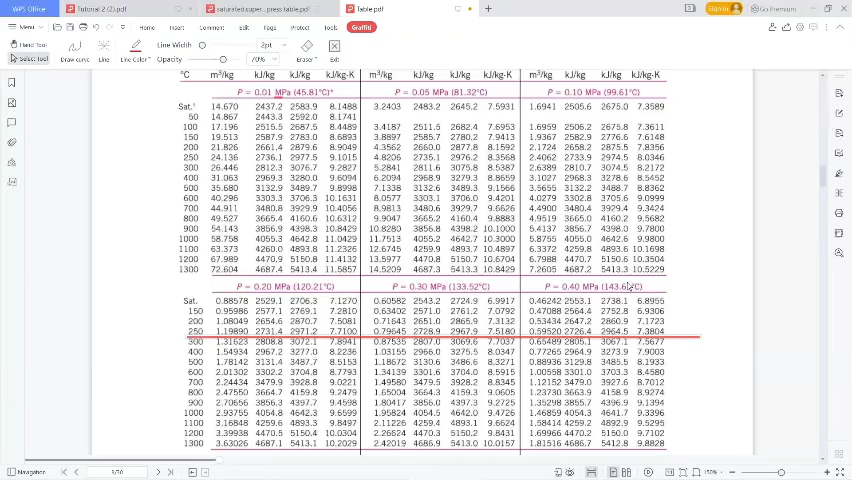 WPS Office Tutorial 2 (2).pdf saturated.super... press table.pdf Table.pdf Sign in Go Premium
Menu Home Insert Comment Edit Page Protect Tools Graffiti
Hand Tool Line Width 2pt
Select Tool Draw curve Line Line Color Opacity 70% Eraser Exit
°C m³/kg kJ/kg kJ/kg kJ/kg·K m³/kg kJ/kg kJ/kg kJ/kg·K m³/kg kJ/kg kJ/kg kJ/kg·K
P = 0.01 MPa (45.81°C)* P = 0.05 MPa (81.32°C) P = 0.10 MPa (99.61°C)
Sat.† 14.670 2437.2 2583.9 8.1488 3.2403 2483.2 2645.2 7.5931 1.6941 2505.6 2675.0 7.3589
50 14.867 2443.3 2592.0 8.1741
100 17.196 2515.5 2687.5 8.4489 3.4187 2511.5 2682.4 7.6953 1.6959 2506.2 2675.8 7.3611
150 19.513 2587.9 2783.0 8.6893 3.8897 2585.7 2780.2 7.9413 1.9367 2582.9 2776.6 7.6148
200 21.826 2661.4 2879.6 8.9049 4.3562 2660.0 2877.8 8.1592 2.1724 2658.2 2875.5 7.8356
250 24.136 2736.1 2977.5 9.1015 4.8206 2735.1 2976.2 8.3568 2.4062 2733.9 2974.5 8.0346
300 26.446 2812.3 3076.7 9.2827 5.2841 2811.6 3075.8 8.5387 2.6389 2810.7 3074.5 8.2172
400 31.063 2969.3 3280.0 9.6094 6.2094 2968.9 3279.3 8.8659 3.1027 2968.3 3278.6 8.5452
500 35.680 3132.9 3489.7 9.8998 7.1338 3132.6 3489.3 9.1566 3.5655 3132.2 3488.7 8.8362
600 40.296 3303.3 3706.3 10.1631 8.0577 3303.1 3706.0 9.4201 4.0279 3302.8 3705.6 9.0999
700 44.911 3480.8 3929.9 10.4056 8.9813 3480.6 3929.7 9.6626 4.4900 3480.4 3929.4 9.3424
800 49.527 3665.4 4160.6 10.6312 9.9047 3665.2 4160.4 9.8883 4.9519 3665.0 4160.2 9.5682
900 54.143 3856.9 4398.3 10.8429 10.8280 3856.8 4398.2 10.1000 5.4137 3856.7 4398.0 9.7800
1000 58.758 4055.3 4642.8 11.0429 11.7513 4055.2 4642.7 10.3000 5.8755 4055.0 4642.6 9.9800
1100 63.373 4260.0 4893.8 11.2326 12.6745 4259.9 4893.7 10.4897 6.3372 4259.8 4893.6 10.1698
1200 67.989 4470.9 5150.8 11.4132 13.5977 4470.8 5150.7 10.6704 6.7988 4470.7 5150.6 10.3504
1300 72.604 4687.4 5413.4 11.5857 14.5209 4687.3 5413.3 10.8429 7.2605 4687.2 5413.3 10.5229
P = 0.20 MPa (120.21°C) P = 0.30 MPa (133.52°C) P = 0.40 MPa (143.61°C)
Sat. 0.88578 2529.1 2706.3 7.1270 0.60582 2543.2 2724.9 6.9917 0.46242 2553.1 2738.1 6.8955
150 0.95986 2577.1 2769.1 7.2810 0.63402 2571.0 2761.2 7.0792 0.47088 2564.4 2752.8 6.9306
200 1.08049 2654.6 2870.7 7.5081 0.71643 2651.0 2865.9 7.3132 0.53434 2647.2 2860.9 7.1723
250 1.19890 2731.4 2971.2 7.7100 0.79645 2728.9 2967.9 7.5180 0.59520 2726.4 2964.5 7.3804
300 1.31623 2808.8 3072.1 7.8941 0.87535 2807.0 3069.6 7.7037 0.65489 2805.1 3067.1 7.5677
400 1.54934 2967.2 3277.0 8.2236 1.03155 2966.0 3275.5 8.0347 0.77265 2964.9 3273.9 7.9003
500 1.78142 3131.4 3487.7 8.5153 1.18672 3130.6 3486.6 8.3271 0.88936 3129.8 3485.5 8.1933
600 2.01302 3302.2 3704.8 8.7793 1.34139 3301.6 3704.0 8.5915 1.00558 3301.0 3703.3 8.4580
700 2.24434 3479.9 3928.8 9.0221 1.49580 3479.5 3928.2 8.8345 1.12152 3479.0 3927.6 8.7012
800 2.47550 3664.7 4159.8 9.2479 1.65004 3664.3 4159.3 9.0605 1.23730 3663.9 4158.8 8.9274
900 2.70656 3856.3 4397.6 9.4598 1.80417 3856.0 4397.3 9.2725 1.35298 3855.7 4396.9 9.1394
1000 2.93755 4054.8 4642.3 9.6599 1.95824 4054.5 4642.0 9.4726 1.46859 4054.3 4641.7 9.3396
1100 3.16848 4259.6 4893.3 9.8497 2.11226 4259.4 4893.1 9.6624 1.58414 4259.2 4892.9 9.5295
1200 3.39938 4470.5 5150.4 10.0304 2.26624 4470.3 5150.2 9.8431 1.69966 4470.2 5150.0 9.7102
1300 3.63026 4687.1 5413.1 10.2029 2.42019 4686.9 5413.0 10.0157 1.81516 4686.7 5412.8 9.8828
Navigation 8/30 150%